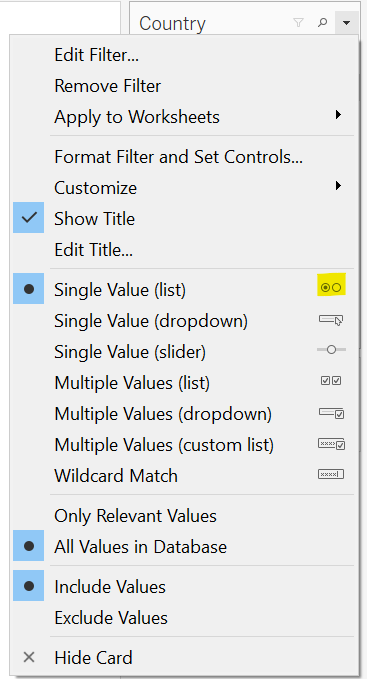 Country
Edit Filter...
Remove Filter
Apply to Worksheets
Format Filter and Set Controls...
Customize
Show Title
Edit Title...
Single Value (list)
Single Value (dropdown)
Single Value (slider)
Multiple Values (list)
Multiple Values (dropdown)
Multiple Values (custom list)
Wildcard Match
Only Relevant Values
All Values in Database
Include Values
Exclude Values
Hide Card